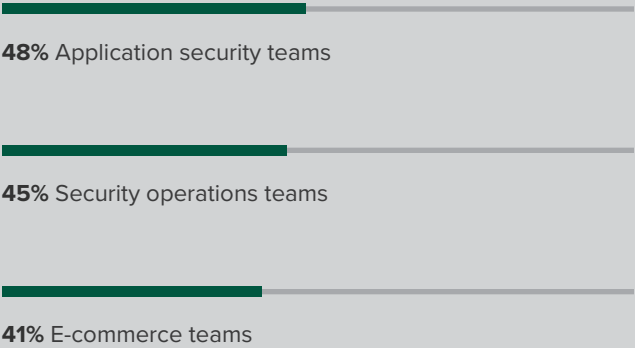 48% Application security teams
45% Security operations teams
41% E-commerce teams